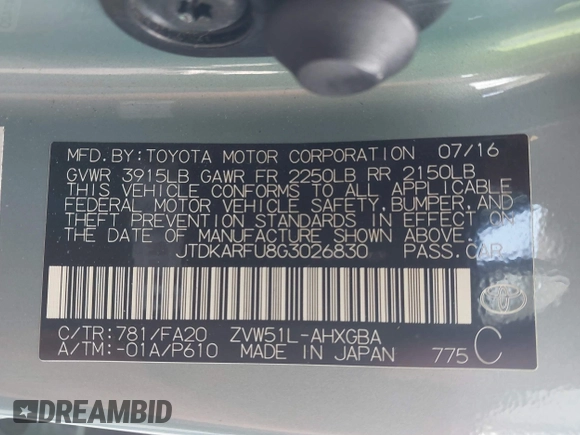 MFD.BY:TOYOTA MOTOR CORPORATION 07/16
GVWR 3915LB GAWR FR 2250LB RR 2150LB
THIS VEHICLE CONFORMS TO ALL APPLICABLE
FEDERAL MOTOR VEHICLE SAFETY,BUMPER,AND
THEFT PREVENTION STANDARDS IN EFFECT ON
THE DATE OF MANUFACTURE SHOWN ABOVE.
JTDKARFU8G3026830 PASS.CAR
C/TR:781/FA20 ZVW51L-AHXGBA
A/TM:-01A/P610 MADE IN JAPAN 775 C
DREAMBID